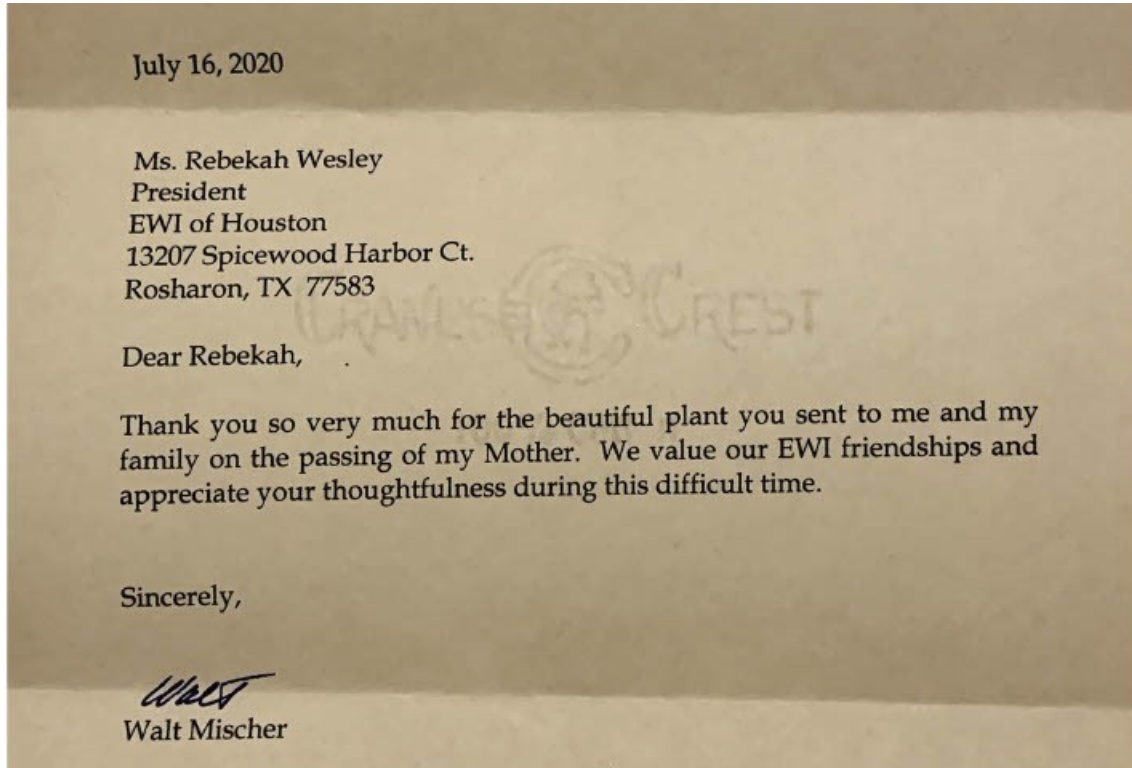 July 16, 2020
Ms. Rebekah Wesley
President
EWI of Houston
13207 Spicewood Harbor Ct.
Rosharon, TX 77583
CREST
Dear Rebekah,
Thank you so very much for the beautiful plant you sent to me and my
family on the passing of my Mother. We value our EWI friendships and
appreciate your thoughtfulness during this difficult time.
Sincerely,
Walt
Walt Mischer